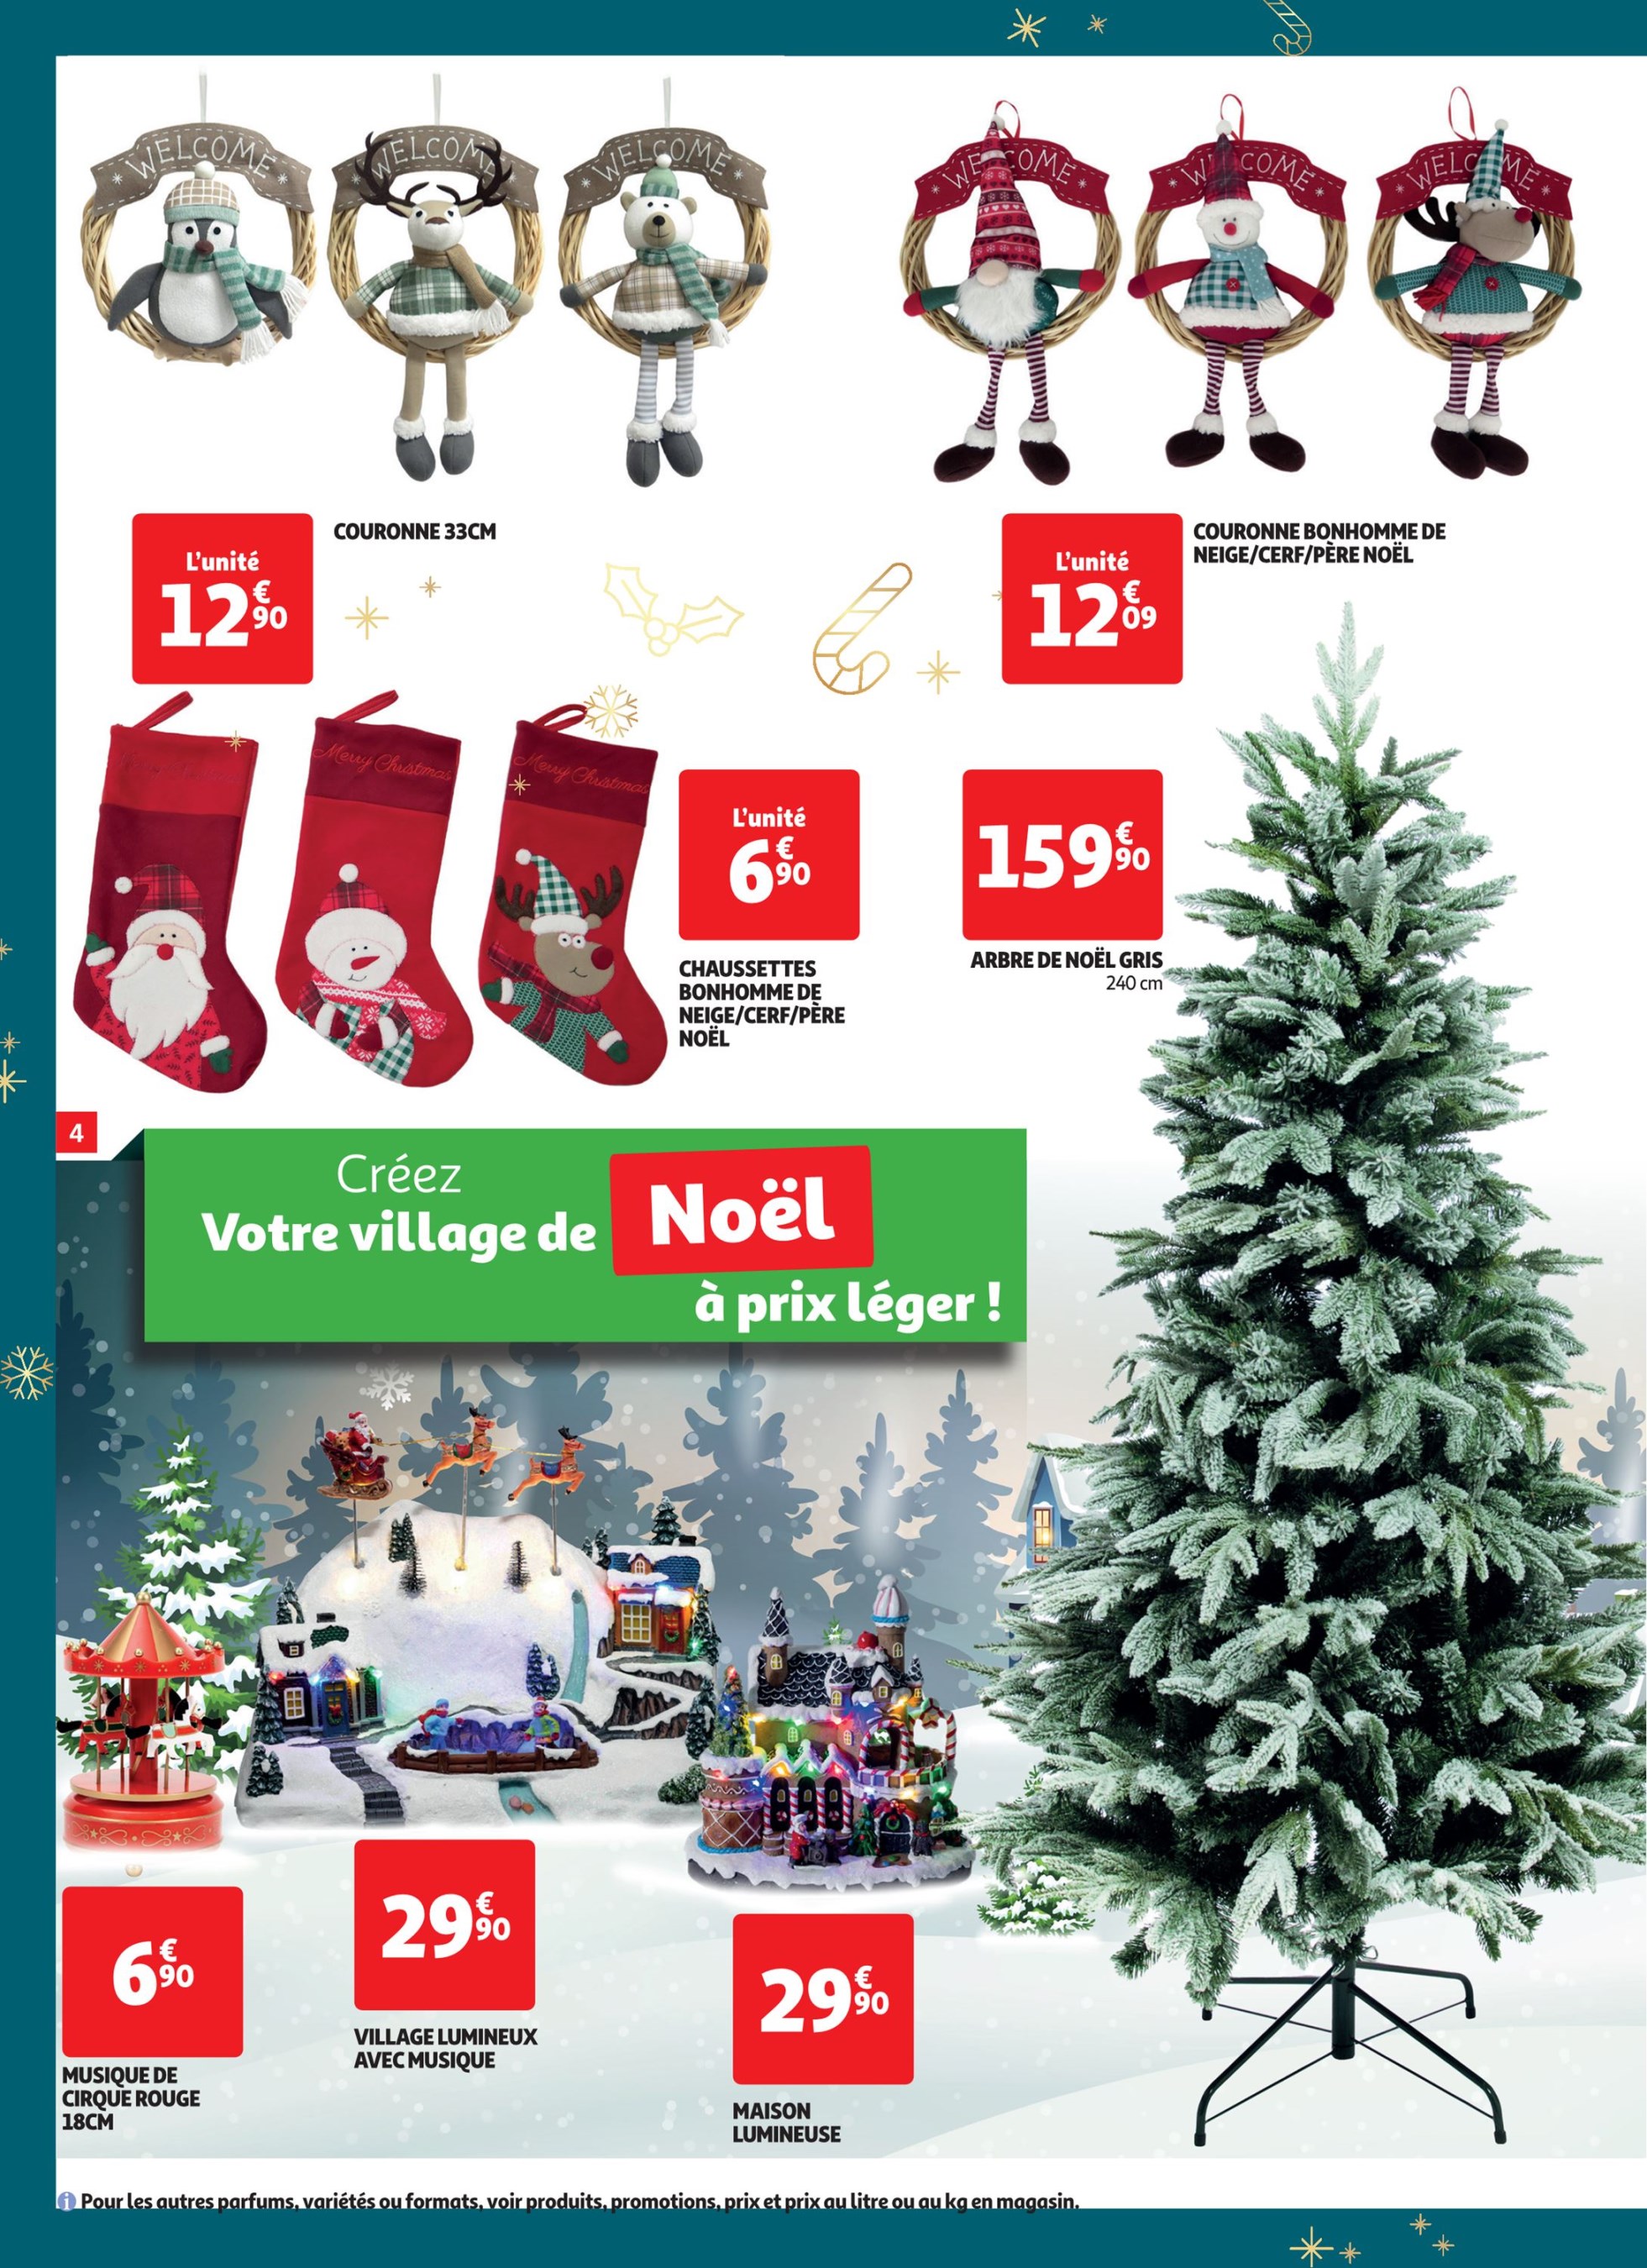 WELCOME
WELCOME
WELCOME
WELCOME
COURONNE 33CM
L'unité
12€90
COURONNE BONHOMME DE
NEIGE/CERF/PÈRE NOËL
L'unité
12€09
Merry Christmas
Merry Christmas
L'unité
6€90
CHAUSSETTES
BONHOMME DE
NEIGE/CERF/PÈRE
NOËL
159€90
ARBRE DE NOËL GRIS
240 cm
4
Créez
Votre village de Noël
à prix léger !
6€90
MUSIQUE DE
CIRQUE ROUGE
18CM
29€90
VILLAGE LUMINEUX
AVEC MUSIQUE
29€90
MAISON
LUMINEUSE
i Pour les autres parfums, variétés ou formats, voir produits, promotions, prix et prix au litre ou au kg en magasin.